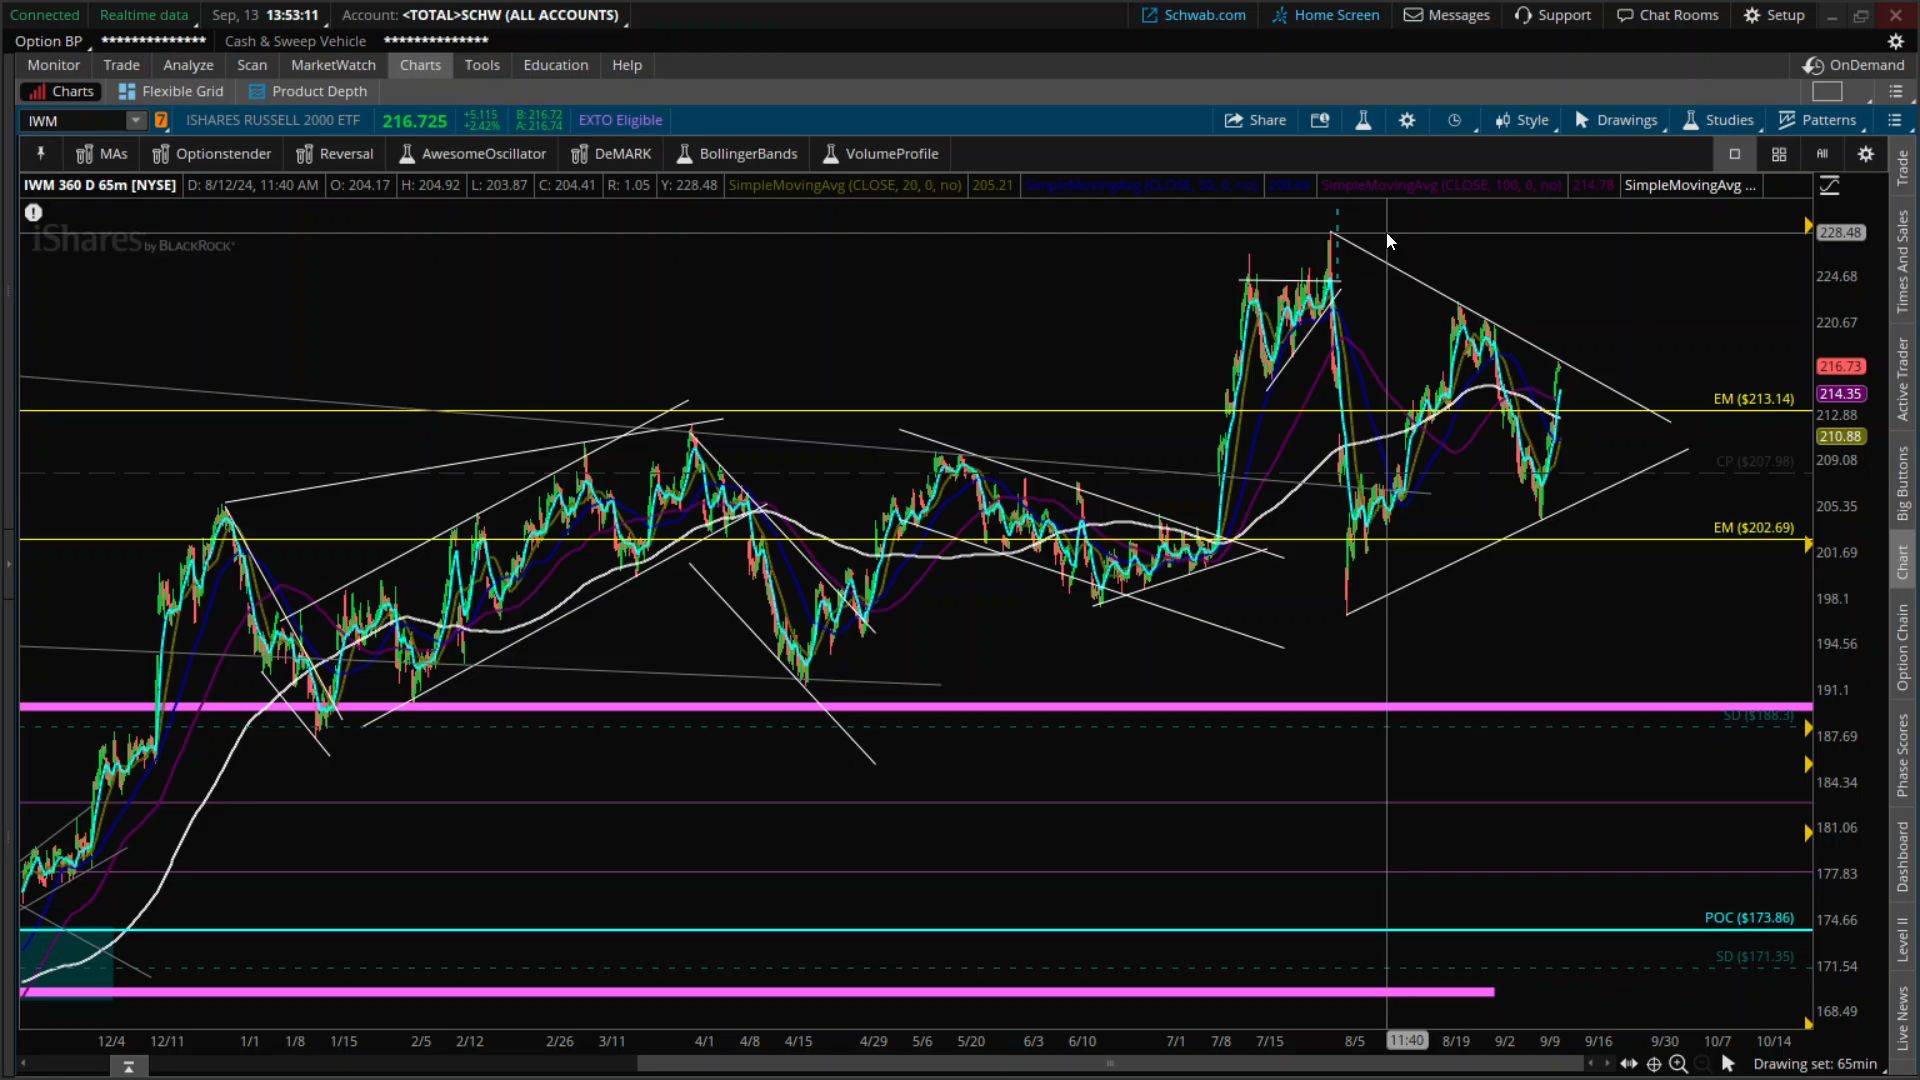 Connected Realtime data Sep, 13 13:53:11 Account: <TOTAL>SCHW (ALL ACCOUNTS) Schwab.com Home Screen Messages Support Chat Rooms Setup
Option BP ************** Cash & Sweep Vehicle **************
Monitor Trade Analyze Scan MarketWatch Charts Tools Education Help OnDemand
Charts Flexible Grid Product Depth
IWM 7 ISHARES RUSSELL 2000 ETF 216.725 +5.115 +2.42% B: 216.72 A: 216.74 EXTO Eligible Share Style Drawings Studies Patterns
MAs Optionstender Reversal AwesomeOscillator DeMARK BollingerBands VolumeProfile All
IWM 360 D 65m [NYSE] D: 8/12/24, 11:40 AM O: 204.17 H: 204.92 L: 203.87 C: 204.41 R: 1.05 Y: 228.48 SimpleMovingAvg (CLOSE, 20, 0, no) 205.21 SimpleMovingAvg (CLOSE, 100, 0, no) 214.78 SimpleMovingAvg ...
iShares by BLACKROCK
228.48
224.68
220.67
216.73
214.35
EM ($213.14)
212.88
210.88
CP ($207.98)
209.08
205.35
EM ($202.69)
201.69
198.1
194.56
191.1
SD ($188.3)
187.69
184.34
181.06
177.83
POC ($173.86)
174.66
SD ($171.35)
171.54
168.49
12/4 12/11 1/1 1/8 1/15 2/5 2/12 2/26 3/11 4/1 4/8 4/15 4/29 5/6 5/20 6/3 6/10 7/1 7/8 7/15 8/5 11:40 8/19 9/2 9/9 9/16 9/30 10/7 10/14
Drawing set: 65min
Trade
Times And Sales
Active Trader
Big Buttons
Chart
Option Chain
Phase Scores
Dashboard
Level II
Live News